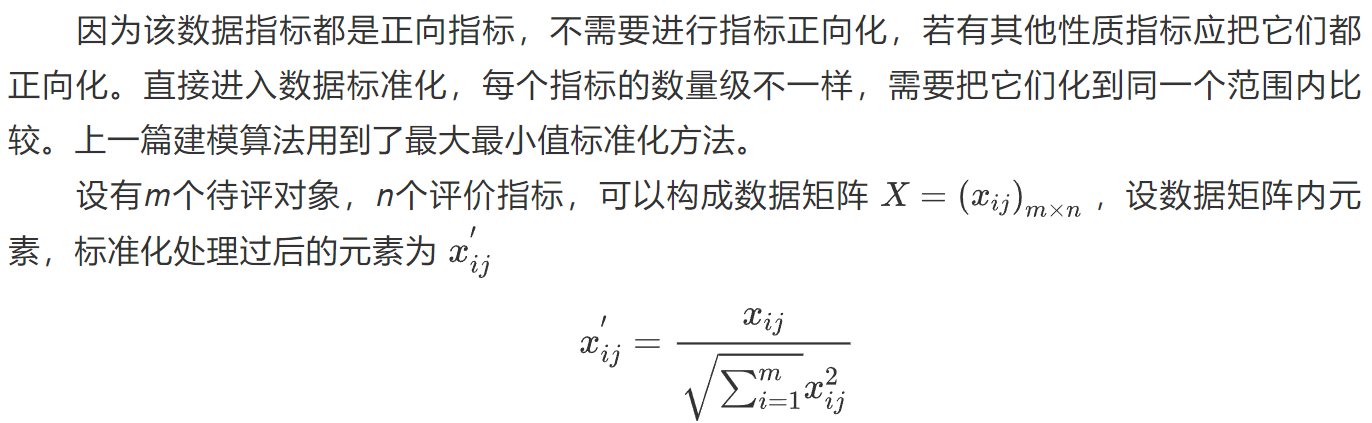 因为该数据指标都是正向指标，不需要进行指标正向化，若有其他性质指标应把它们都
正向化。直接进入数据标准化，每个指标的数量级不一样，需要把它们化到同一个范围内比
较。上一篇建模算法用到了最大最小值标准化方法。
设有m个待评对象，n个评价指标，可以构成数据矩阵 $X = (x_{ij})_{m \times n}$ ，设数据矩阵内元
素，标准化处理过后的元素为 $x_{ij}^{'}$
$x_{ij}^{'} = \frac{x_{ij}}{\sqrt{\sum_{i=1}^{m} x_{ij}^{2}}}$